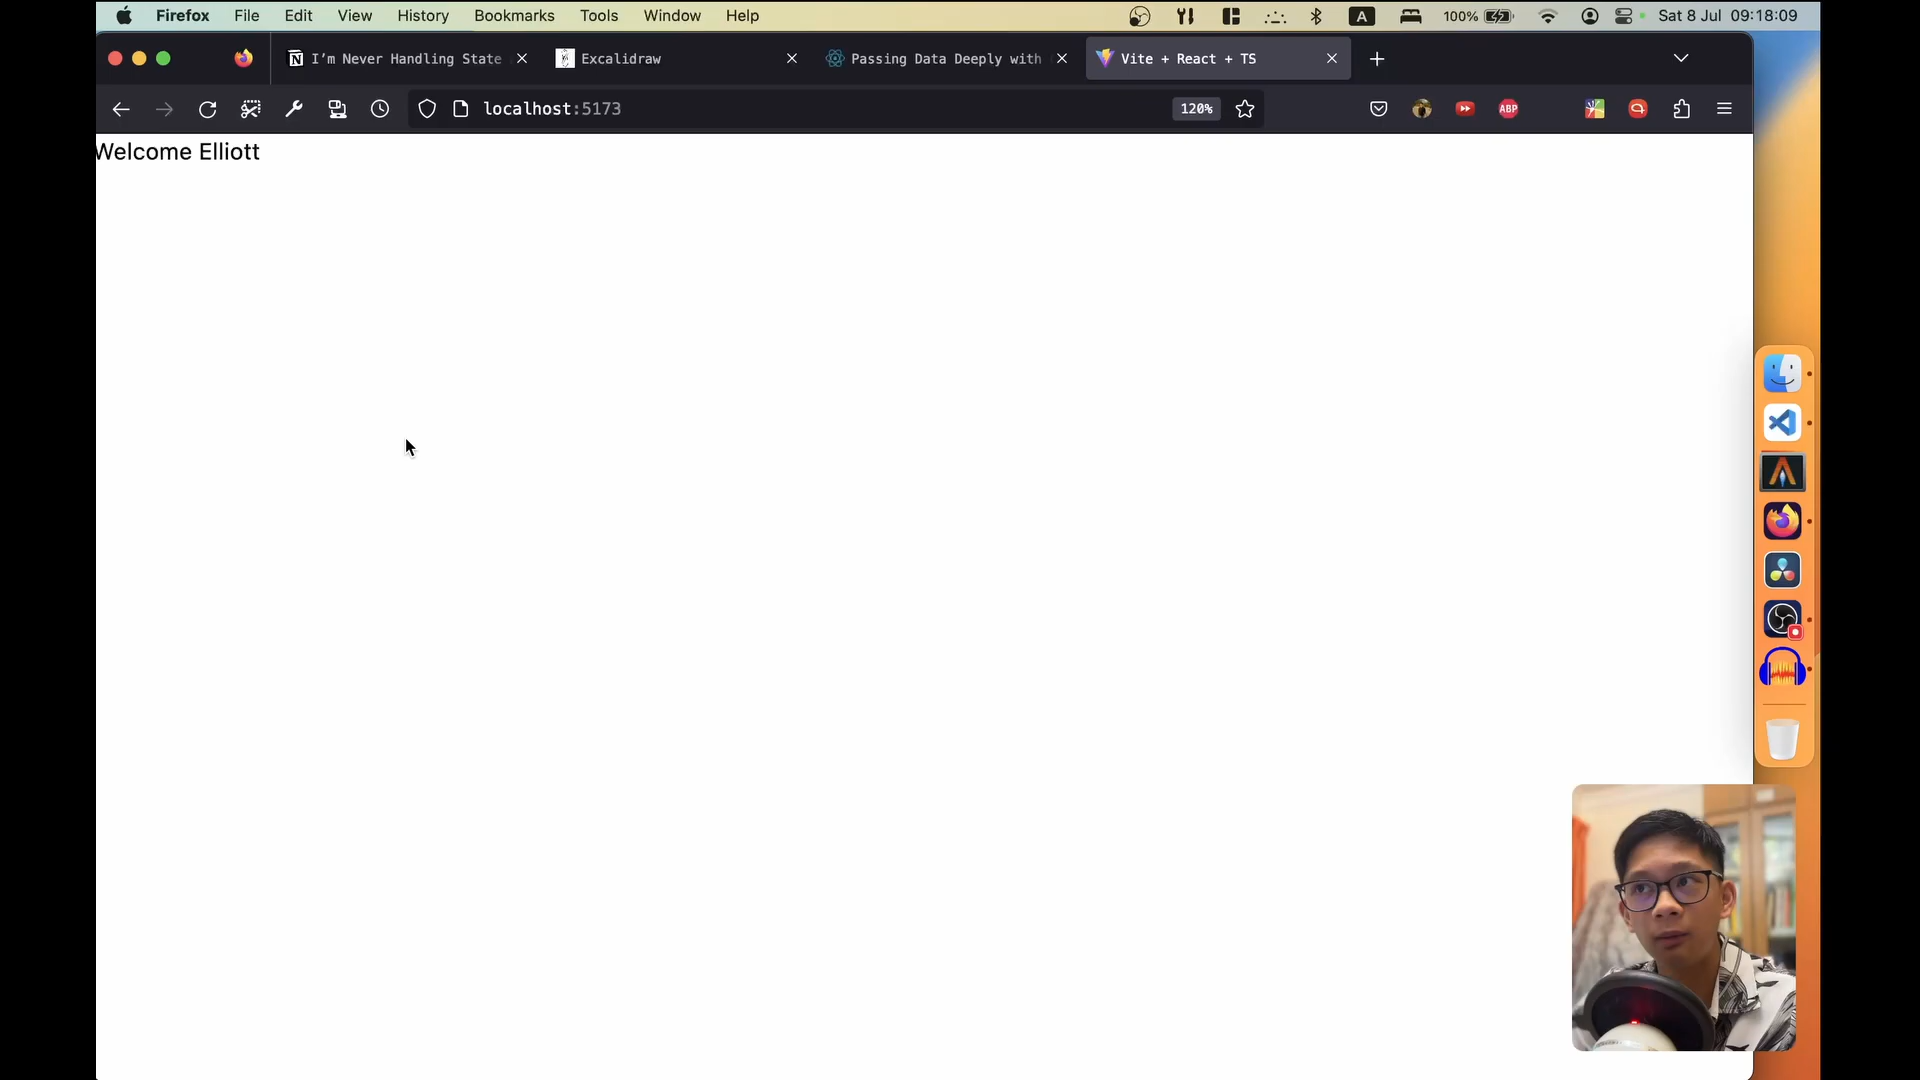 Firefox File Edit View History Bookmarks Tools Window Help A 100% Sat 8 Jul 09:18:09
I'm Never Handling State Excalidraw Passing Data Deeply with Vite + React + TS
localhost:5173 120% ABP
Welcome Elliott